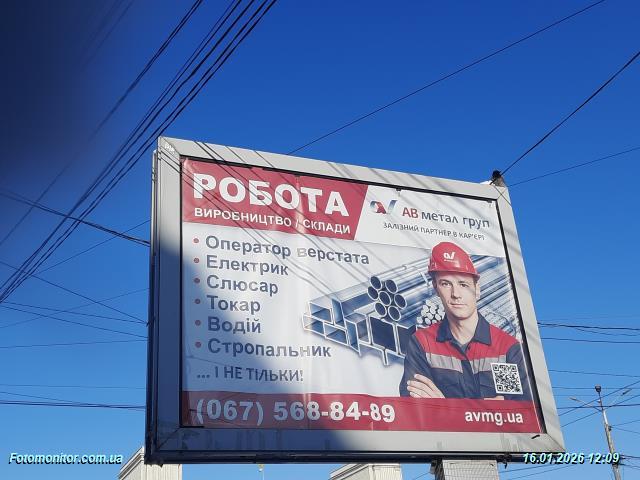 РОБОТА
ВИРОБНИЦТВО / СКЛАДИ
АВ метал груп
ЗАЛІЗНИЙ ПАРТНЕР В КАР'ЄРІ
• Оператор верстата
• Електрик
• Слюсар
• Токар
• Водій
• Стропальник
... І НЕ ТІЛЬКИ!
(067) 568-84-89
avmg.ua
Fotomonitor.com.ua
16.01.2026 12:09